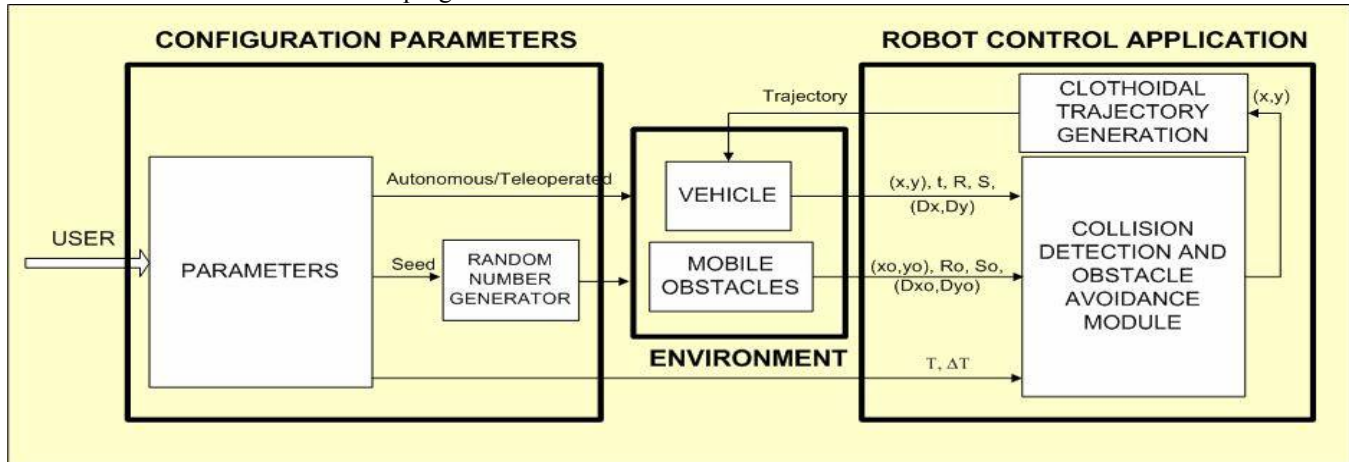 CONFIGURATION PARAMETERS
ROBOT CONTROL APPLICATION
USER
PARAMETERS
Autonomous/Teleoperated
Seed
RANDOM
NUMBER
GENERATOR
Trajectory
VEHICLE
MOBILE
OBSTACLES
ENVIRONMENT
CLOTHOIDAL
TRAJECTORY
GENERATION
(x,y)
(x,y), t, R, S,
(Dx,Dy)
(xo,yo), Ro, So,
(Dxo,Dyo)
T, ΔT
COLLISION
DETECTION AND
OBSTACLE
AVOIDANCE
MODULE